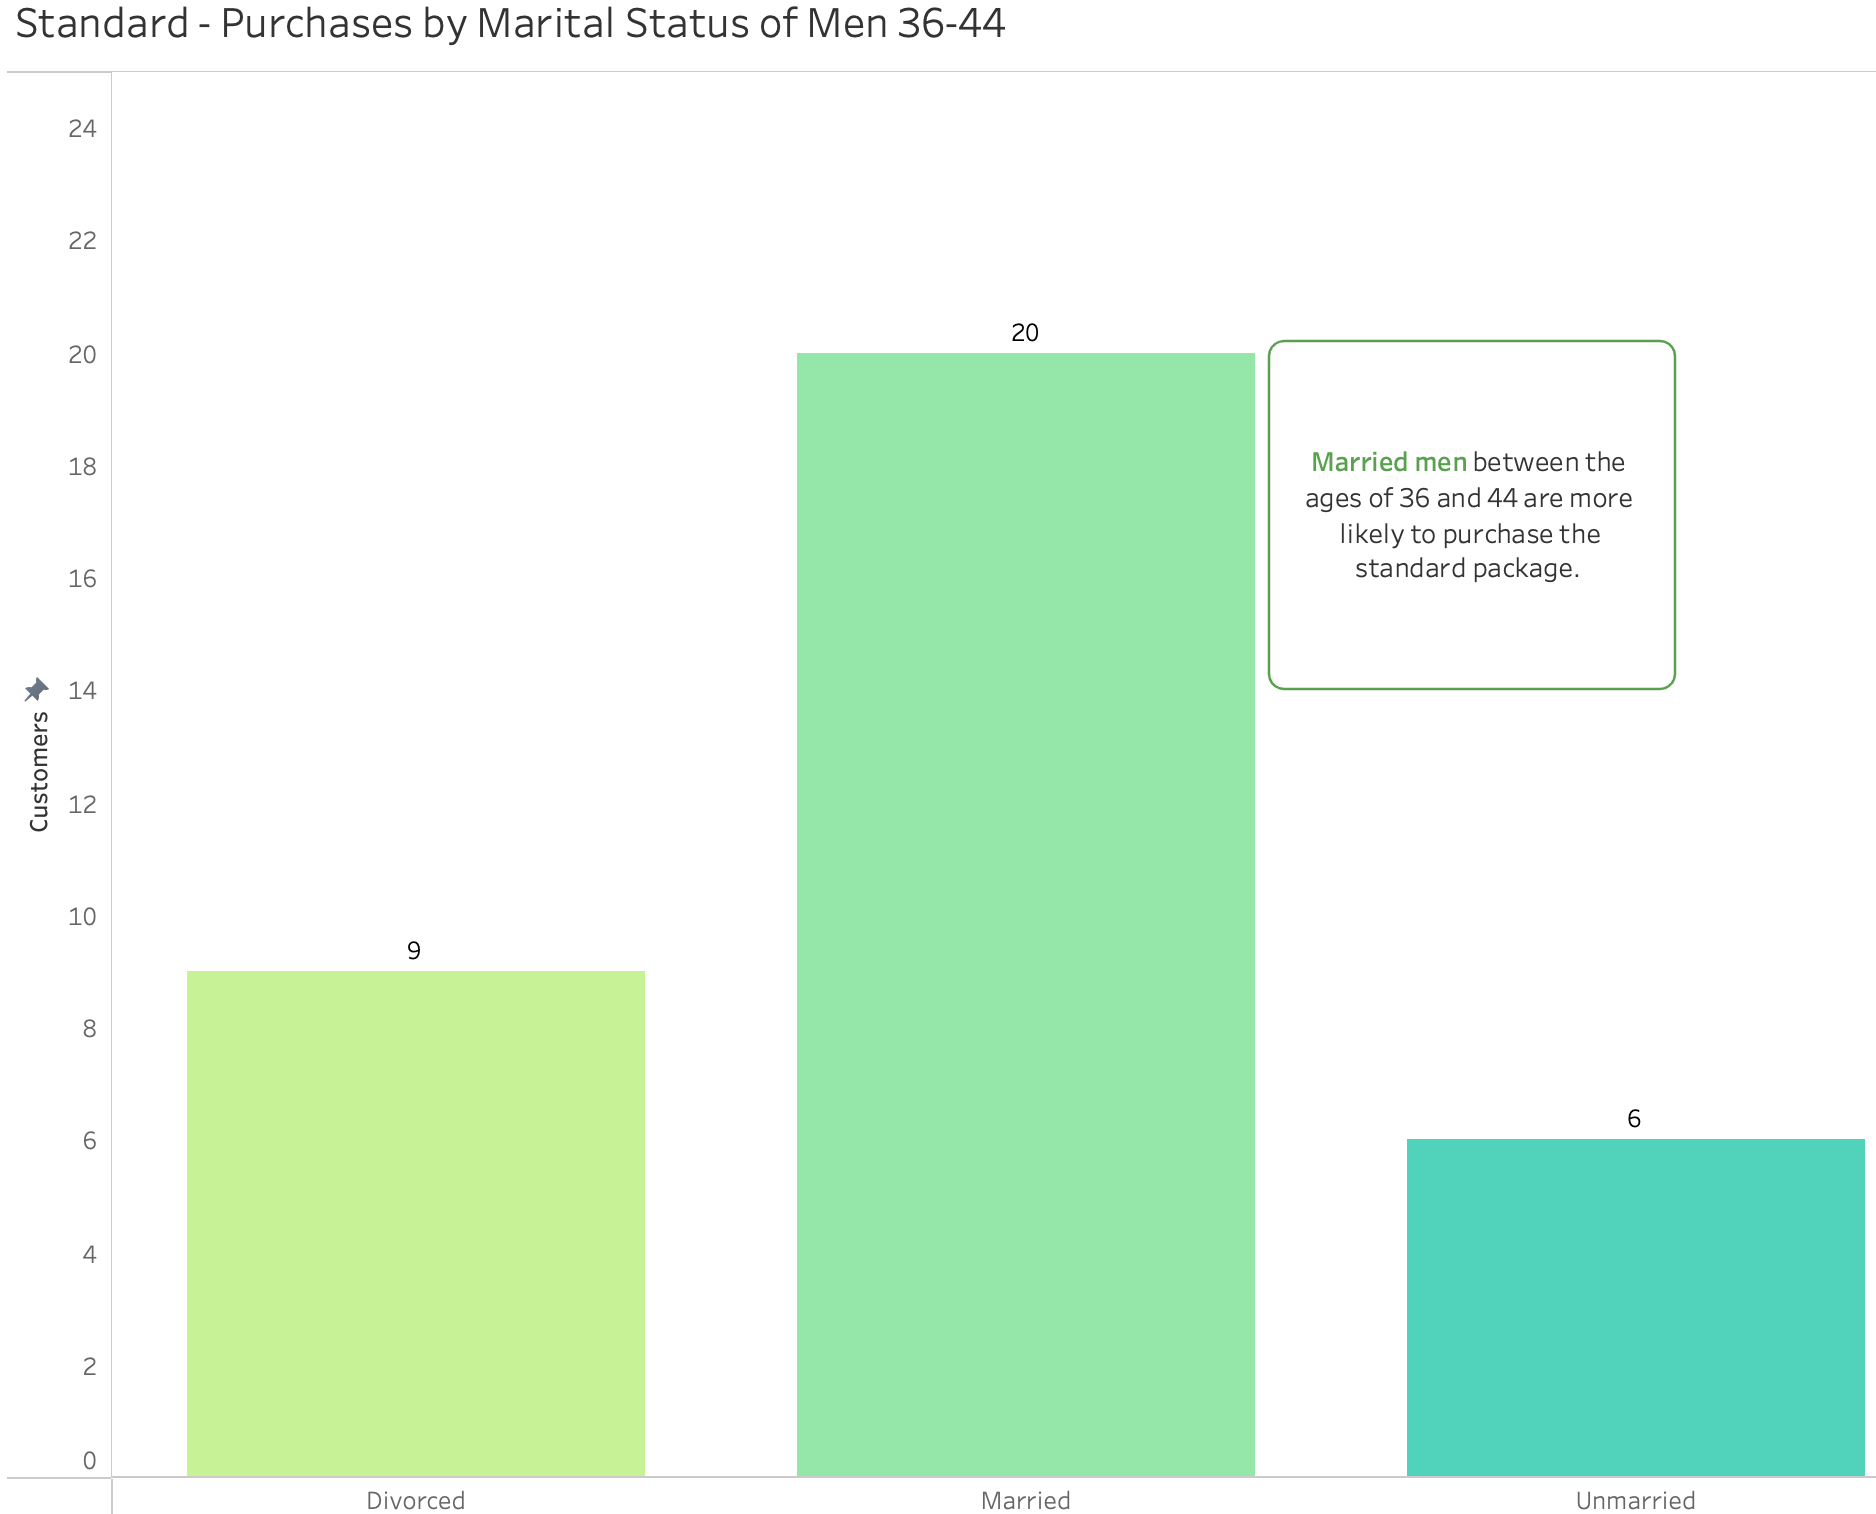 Standard - Purchases by Marital Status of Men 36-44
24
22
20
18
16
14
12
10
8
6
4
2
0
Customers
9
20
6
Married men between the
ages of 36 and 44 are more
likely to purchase the
standard package.
Divorced
Married
Unmarried